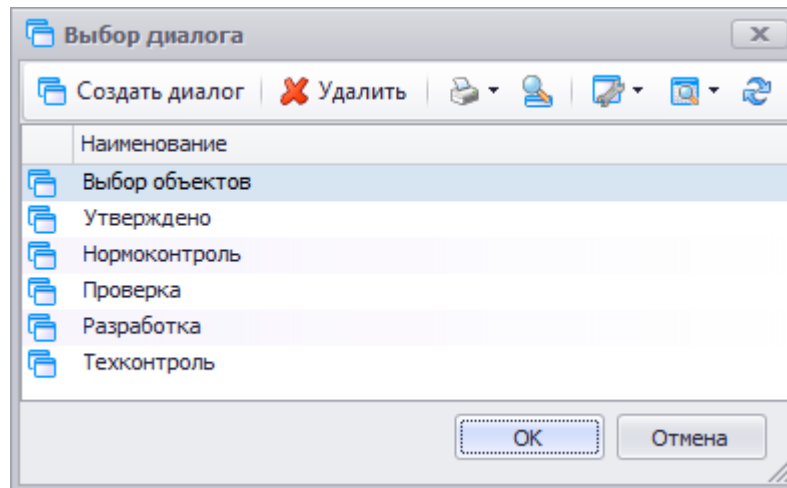 Выбор диалога
Создать диалог Удалить
Наименование
Выбор объектов
Утверждено
Нормоконтроль
Проверка
Разработка
Техконтроль
OK Отмена